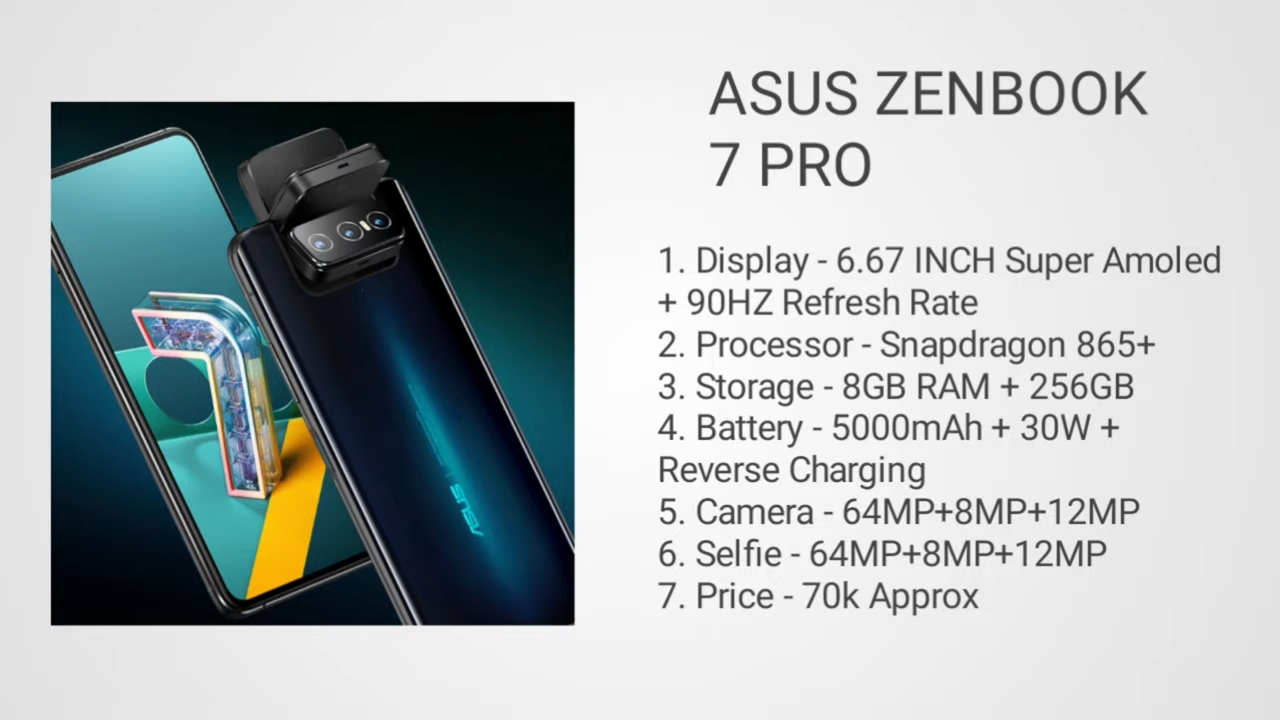 ASUS ZENBOOK
7 PRO
1. Display - 6.67 INCH Super Amoled
+ 90HZ Refresh Rate
2. Processor - Snapdragon 865+
3. Storage - 8GB RAM + 256GB
4. Battery - 5000mAh + 30W +
Reverse Charging
5. Camera - 64MP+8MP+12MP
6. Selfie - 64MP+8MP+12MP
7. Price - 70k Approx
ASUS